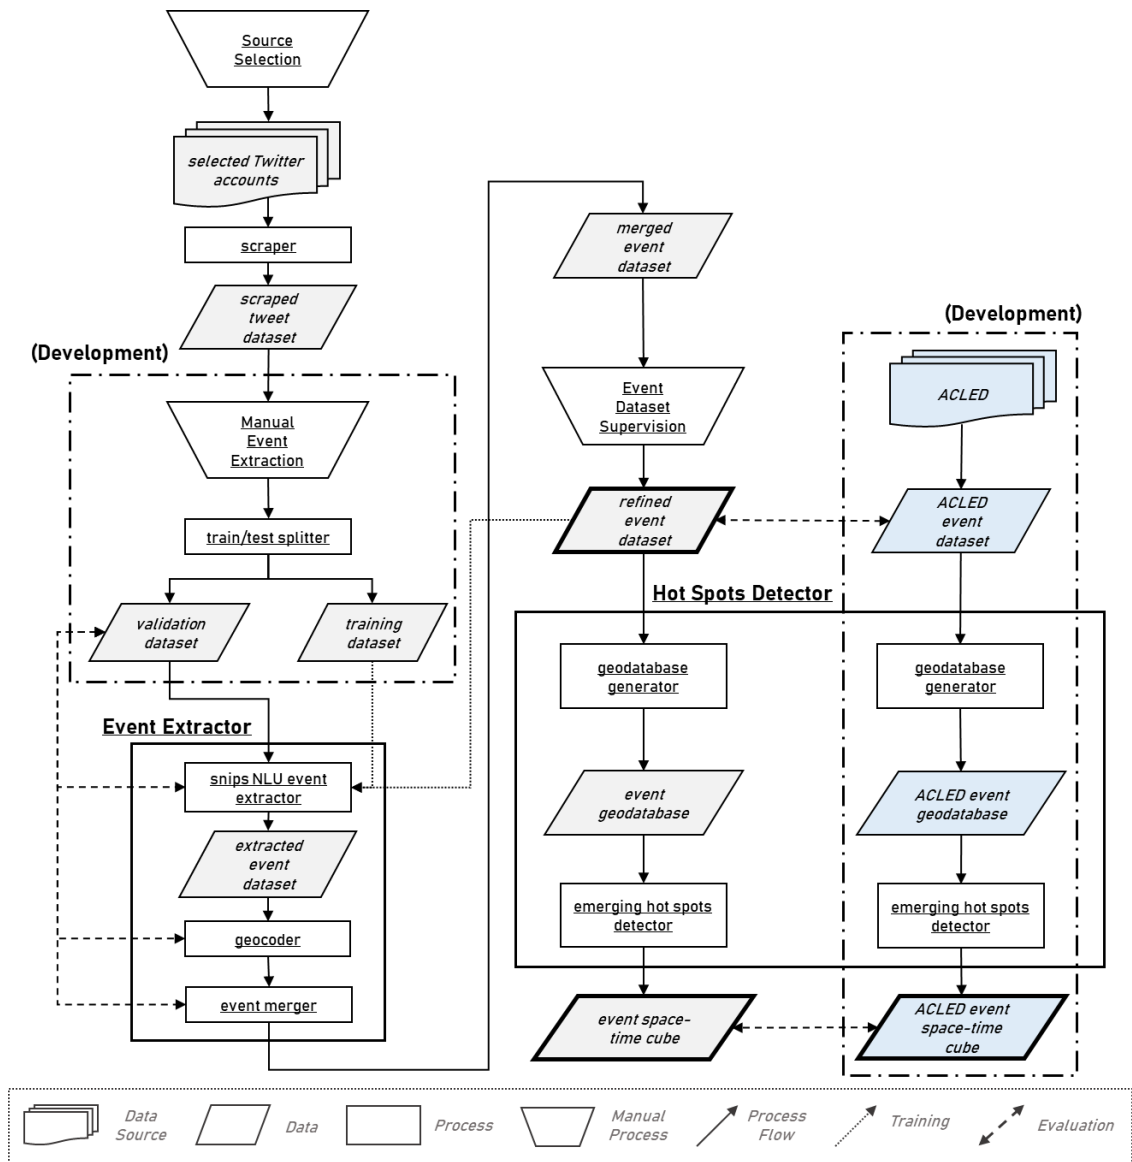 Source
Selection
selected Twitter
accounts
scraper
scraped
tweet
dataset
(Development)
Manual
Event
Extraction
train/test splitter
validation
dataset
training
dataset
Event Extractor
snips NLU event
extractor
extracted
event
dataset
geocoder
event merger
merged
event
dataset
Event
Dataset
Supervision
refined
event
dataset
(Development)
ACLED
ACLED
event
dataset
Hot Spots Detector
geodatabase
generator
event
geodatabase
emerging hot spots
detector
event space-
time cube
geodatabase
generator
ACLED event
geodatabase
emerging hot spots
detector
ACLED event
space-time
cube
Data
Source
Data
Process
Manual
Process
Process
Flow
Training
Evaluation